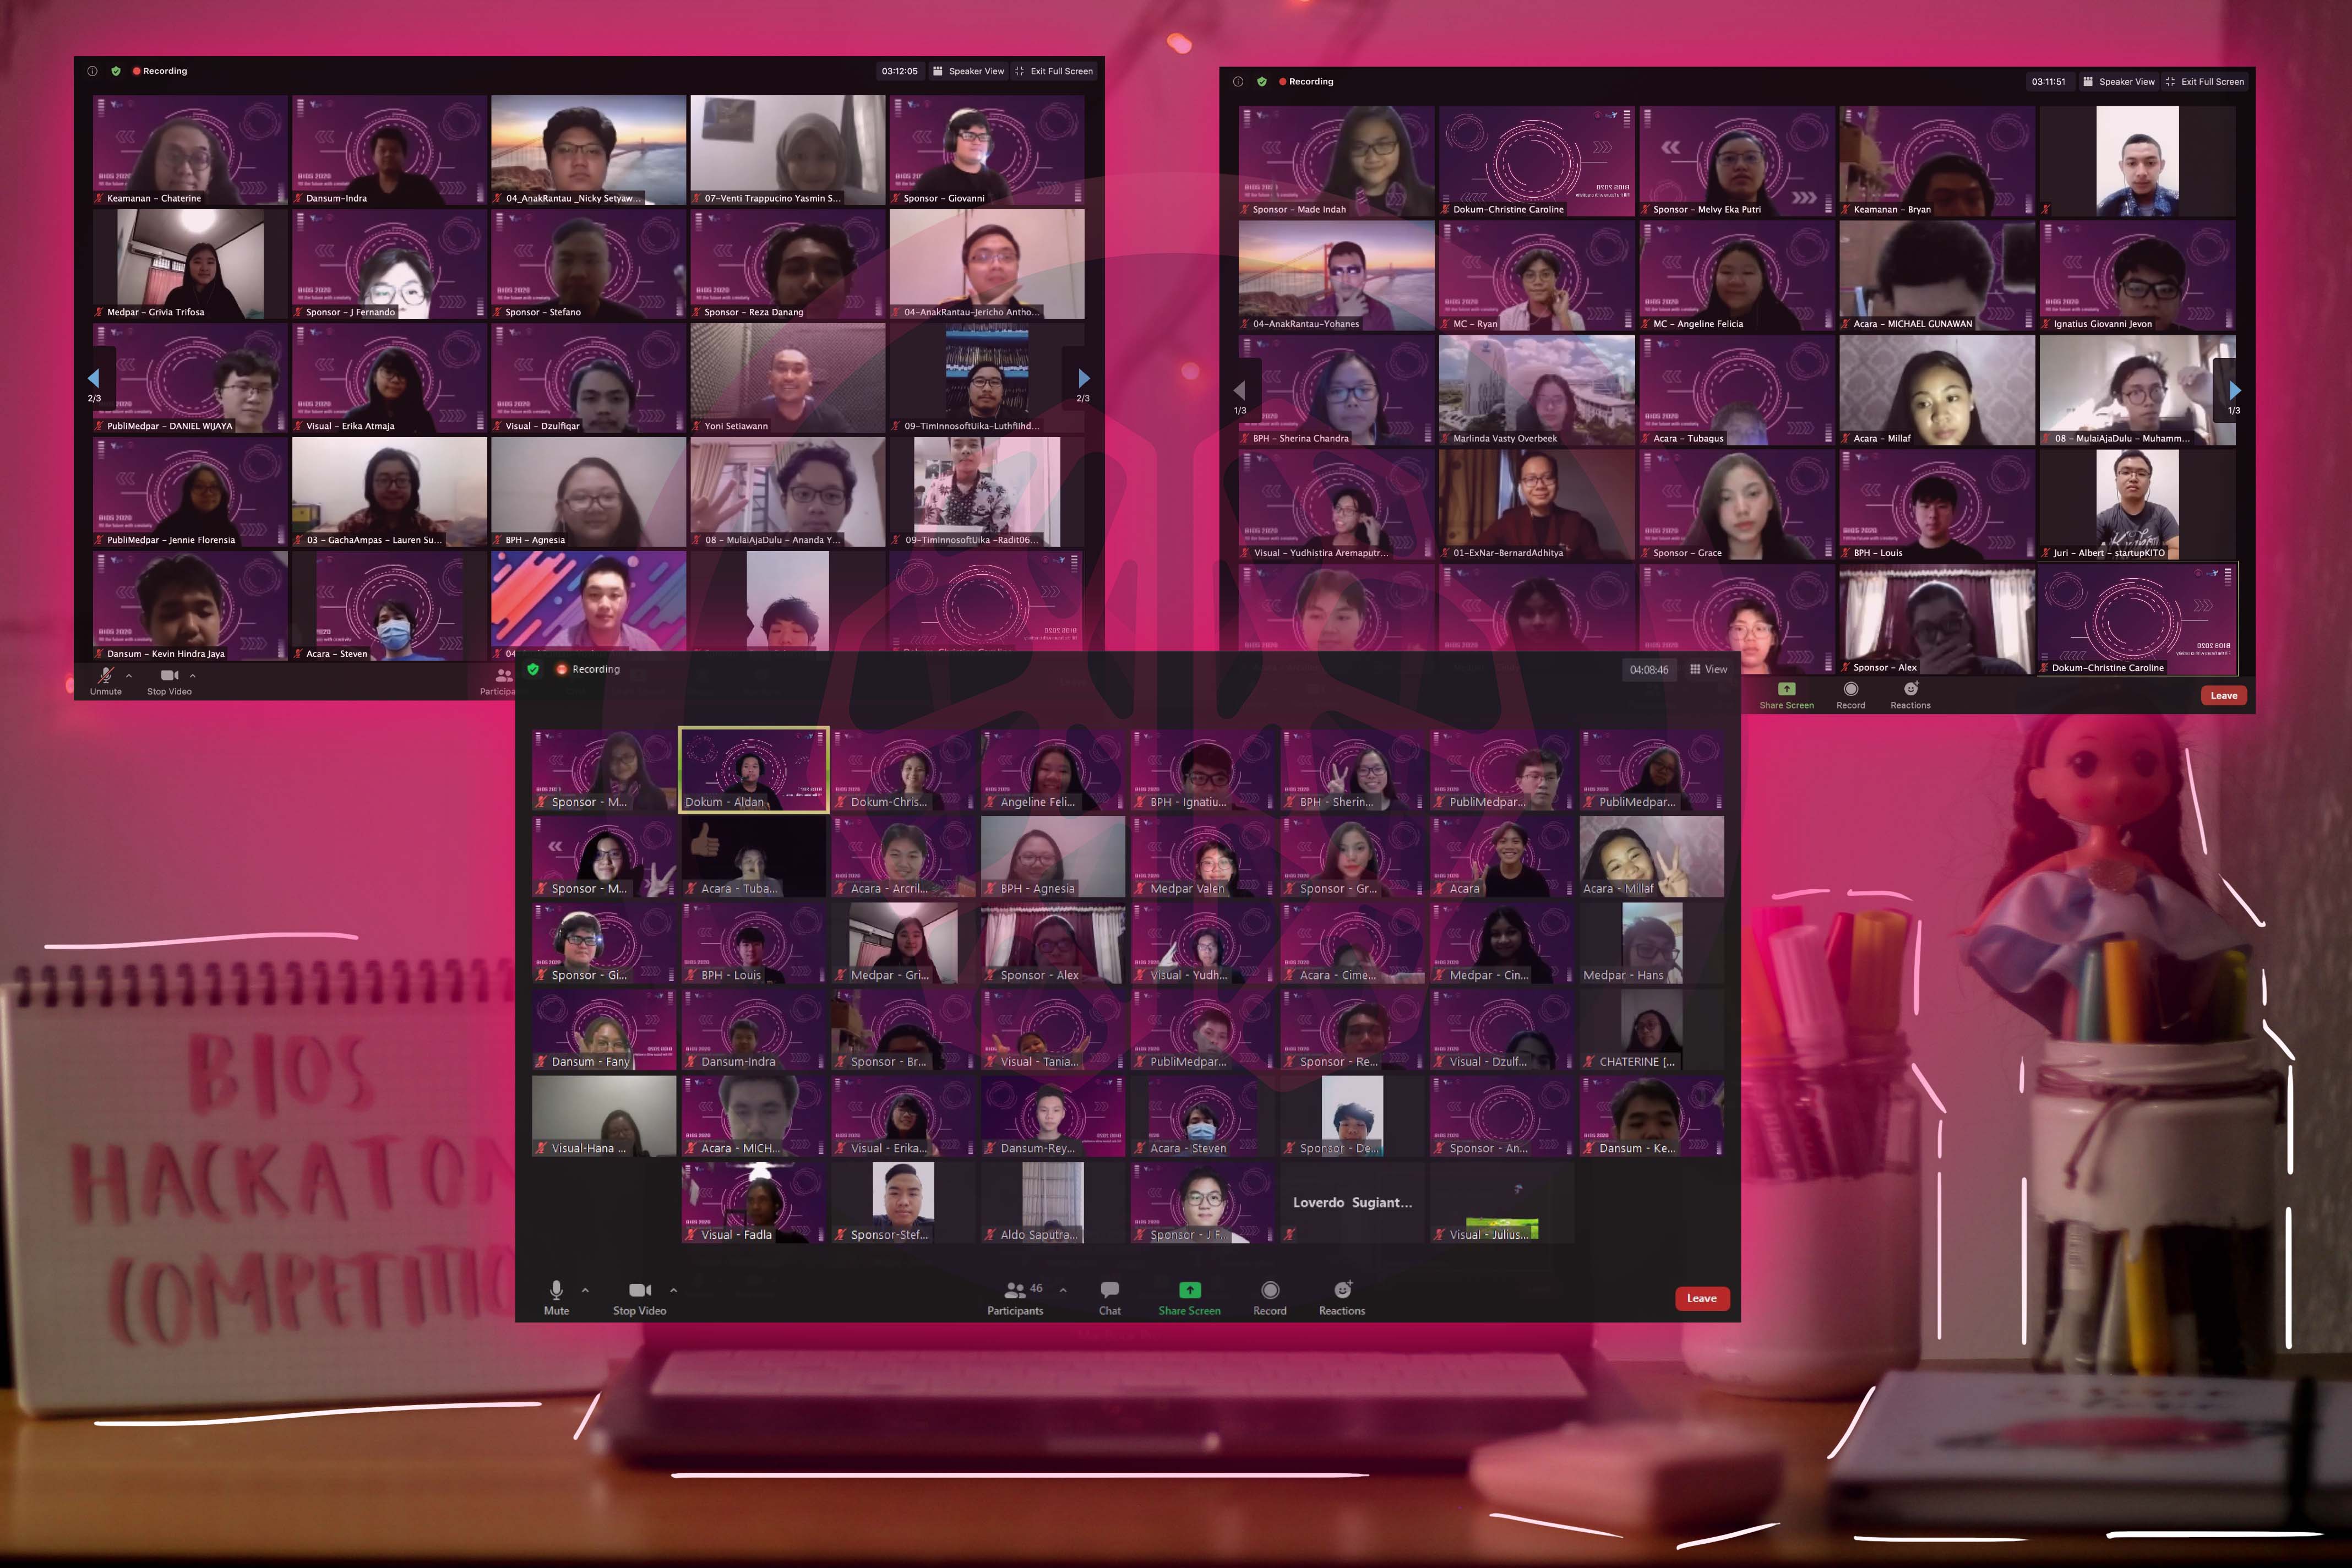 Recording
03:12:05
Speaker View
Exit Full Screen
Keamanan - Chaterine
Dansum-Indra
04_AnakRantau _Nicky Setyaw...
07-Venti Trappucino Yasmin S...
Sponsor - Giovanni
Medpar - Grivia Trifosa
Sponsor - J Fernando
Sponsor - Stefano
Sponsor - Reza Danang
04-AnakRantau-Jericho Antho...
2/3
PubliMedpar - DANIEL WIJAYA
Visual - Erika Atmaja
Visual - Dzulfiqar
Yoni Setiawann
09-TimInnosoftUika-Luthfilhd...
2/3
PubliMedpar - Jennie Florensia
03 - GachaAmpas - Lauren Su...
BPH - Agnesia
08 - MulaiAjaDulu - Ananda Y...
09-TimInnosoftUika -Radit06...
Dansum - Kevin Hindra Jaya
Acara - Steven
Unmute
Stop Video
Recording
03:11:51
Speaker View
Exit Full Screen
Sponsor - Made Indah
Dokum-Christine Caroline
Sponsor - Melvy Eka Putri
Keamanan - Bryan
04-AnakRantau-Yohanes
MC - Ryan
MC - Angeline Felicia
Acara - MICHAEL GUNAWAN
Ignatius Giovanni Jevon
1/3
BPH - Sherina Chandra
Marlinda Vasty Overbeek
Acara - Tubagus
Acara - Millaf
08 - MulaiAjaDulu - Muhamm...
1/3
Visual - Yudhistira Aremaputr...
01-ExNar-BernardAdhitya
Sponsor - Grace
BPH - Louis
Juri - Albert - startupKITO
Sponsor - Alex
Dokum-Christine Caroline
Share Screen
Record
Reactions
Leave
Recording
04:08:46
View
Sponsor - M...
Dokum - Aldan
Dokum-Chris...
Angeline Feli...
BPH - Ignatiu...
BPH - Sherin...
PubliMedpar...
PubliMedpar...
Sponsor - M...
Acara - Tuba...
Acara - Arcril...
BPH - Agnesia
Medpar Valen
Sponsor - Gr...
Acara
Acara - Millaf
Sponsor - Gi...
BPH - Louis
Medpar - Gri...
Sponsor - Alex
Visual - Yudh...
Acara - Cime...
Medpar - Cin...
Medpar - Hans
Dansum - Fany
Dansum-Indra
Sponsor - Br...
Visual - Tania...
PubliMedpar...
Sponsor - Re...
Visual - Dzulf...
CHATERINE [...
Visual-Hana ...
Acara - MICH...
Visual - Erika...
Dansum-Rey...
Acara - Steven
Sponsor - De...
Sponsor - An...
Dansum - Ke...
Visual - Fadla
Sponsor-Stef...
Aldo Saputra...
Sponsor - J F...
Loverdo Sugiant...
Visual - Julius...
Mute
Stop Video
46
Participants
Chat
Share Screen
Record
Reactions
Leave
BIOS
HACKATON
COMPETITIO